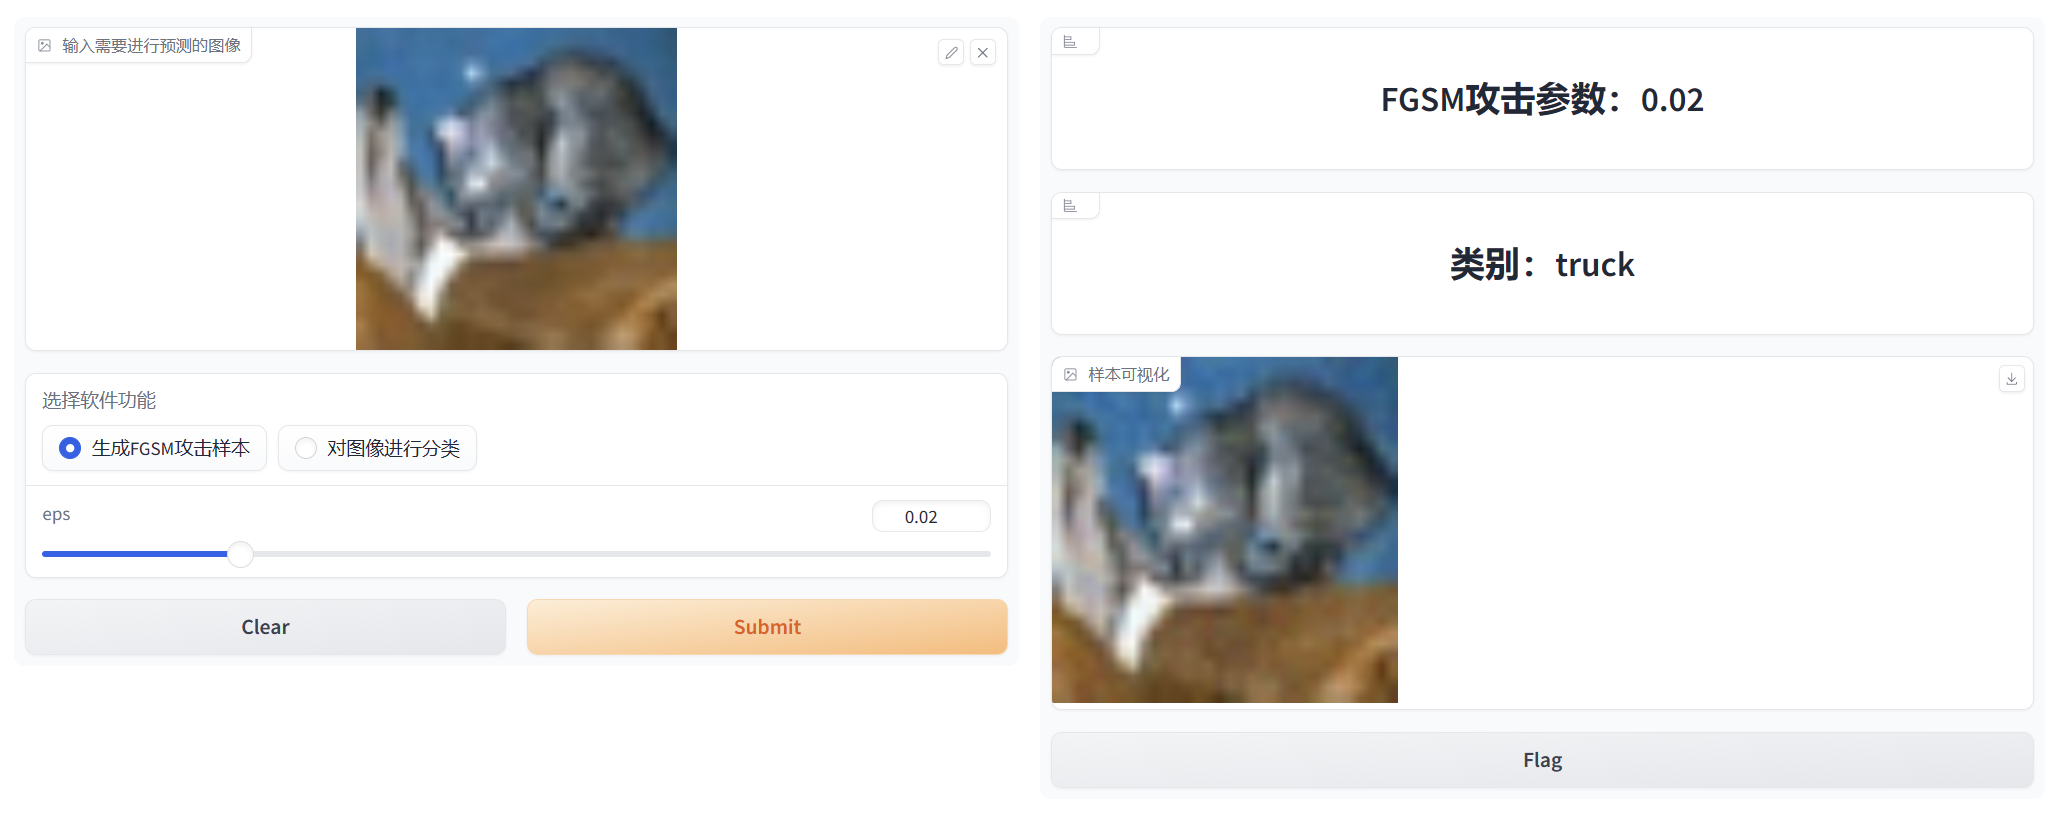 输入需要进行预测的图像
选择软件功能
生成FGSM攻击样本
对图像进行分类
eps
0.02
Clear
Submit
FGSM攻击参数：0.02
类别：truck
样本可视化
Flag